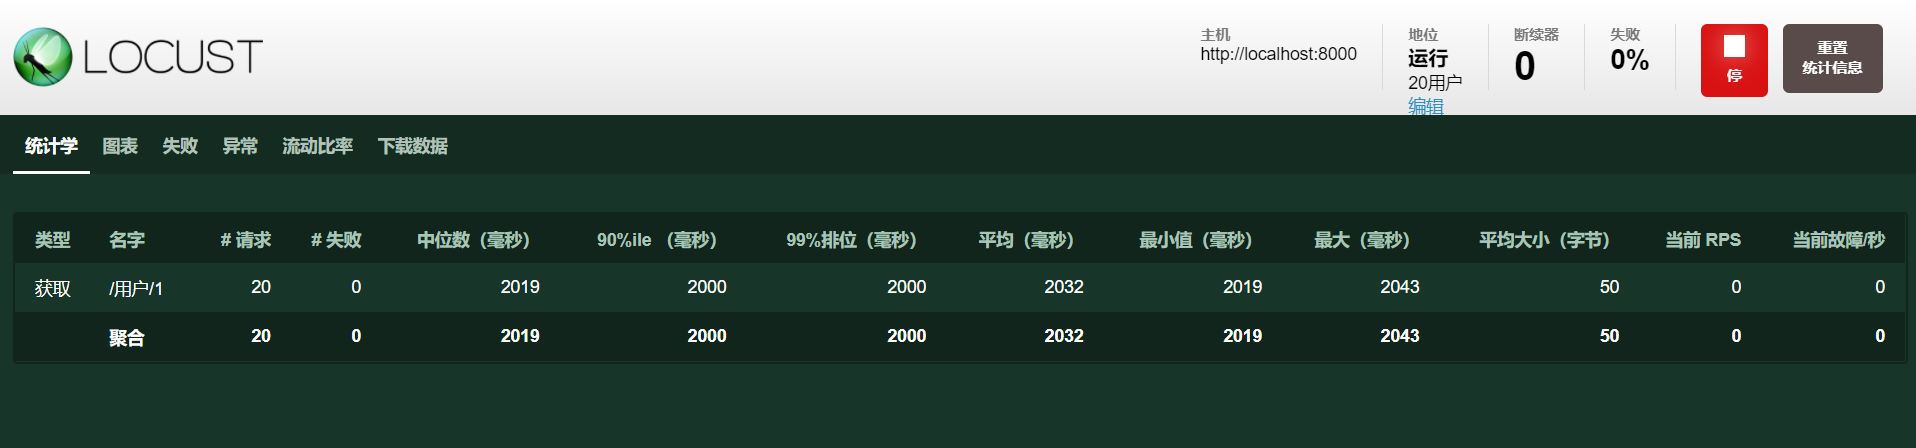 LOCUST
主机
http://localhost:8000
地位
运行
20用户
编辑
断续器
0
失败
0%
停
重置
统计信息
统计学 图表 失败 异常 流动比率 下载数据
类型 名字 # 请求 # 失败 中位数（毫秒） 90%ile （毫秒） 99%排位（毫秒） 平均（毫秒） 最小值（毫秒） 最大（毫秒） 平均大小（字节） 当前 RPS 当前故障/秒
获取 /用户/1 20 0 2019 2000 2000 2032 2019 2043 50 0 0
聚合 20 0 2019 2000 2000 2032 2019 2043 50 0 0